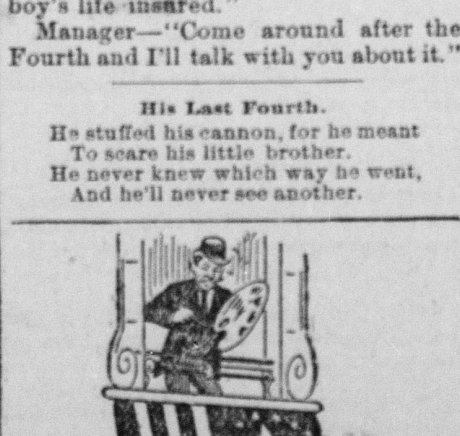 boy's life insured."
Manager—"Come around after the
Fourth and I'll talk with you about it."
His Last Fourth.
He stuffed his cannon, for he meant
To scare his little brother.
He never knew which way he went,
And he'll never see another.